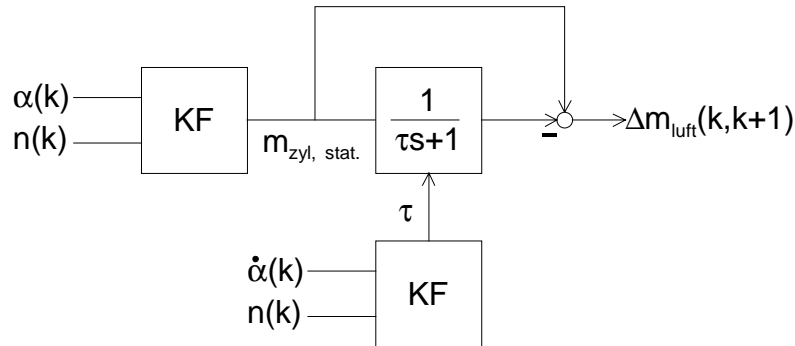 α(k)
n(k)
KF
m_zyl, stat.
1
τs+1
−
Δm_luft(k,k+1)
τ
α̇(k)
n(k)
KF